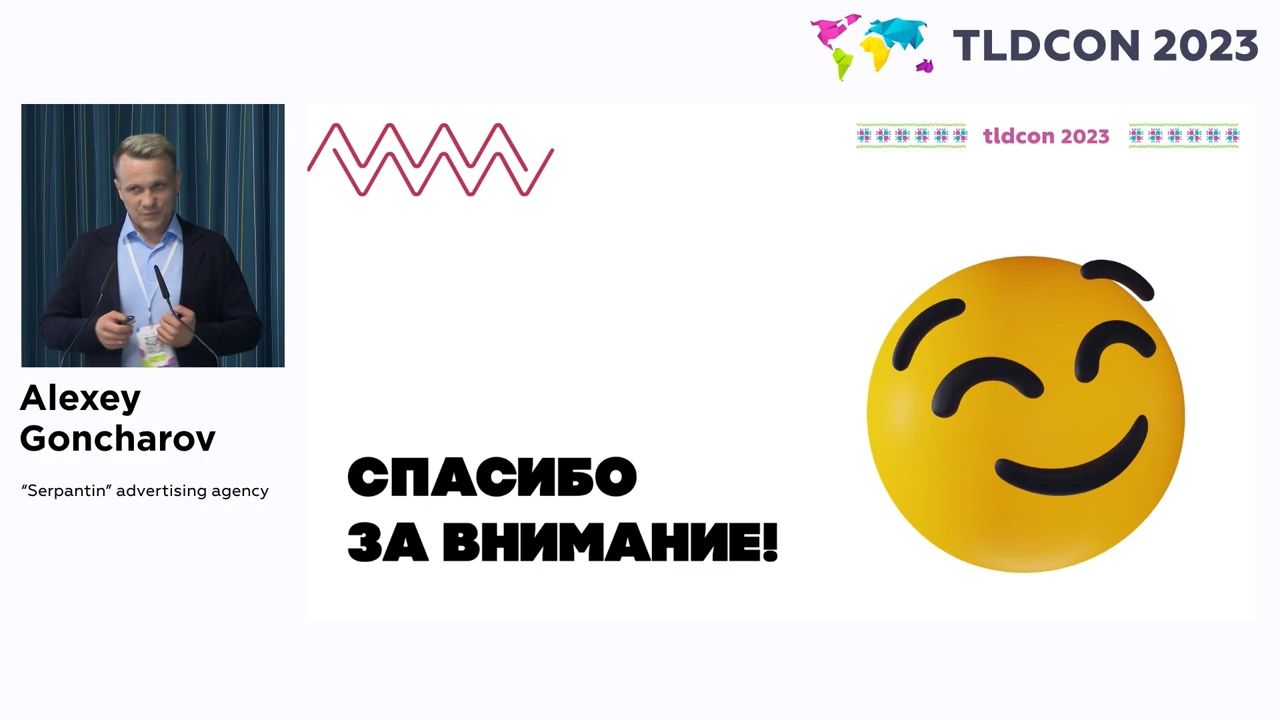 TLDCON 2023
tldcon 2023
Alexey
Goncharov
“Serpantin” advertising agency
СПАСИБО
ЗА ВНИМАНИЕ!